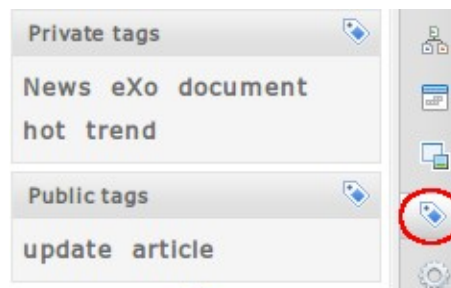 Private tags
News eXo document
hot trend
Public tags
update article